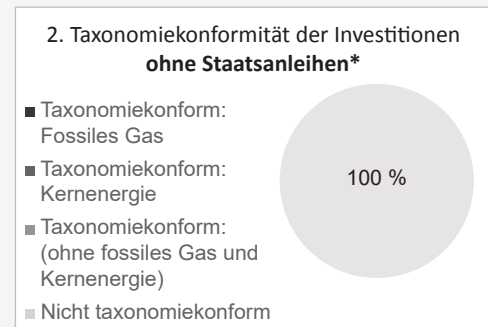 2. Taxonomiekonformität der Investitionen
ohne Staatsanleihen*
Taxonomiekonform:
Fossiles Gas
Taxonomiekonform:
Kernenergie
Taxonomiekonform:
(ohne fossiles Gas und
Kernenergie)
Nicht taxonomiekonform
100 %